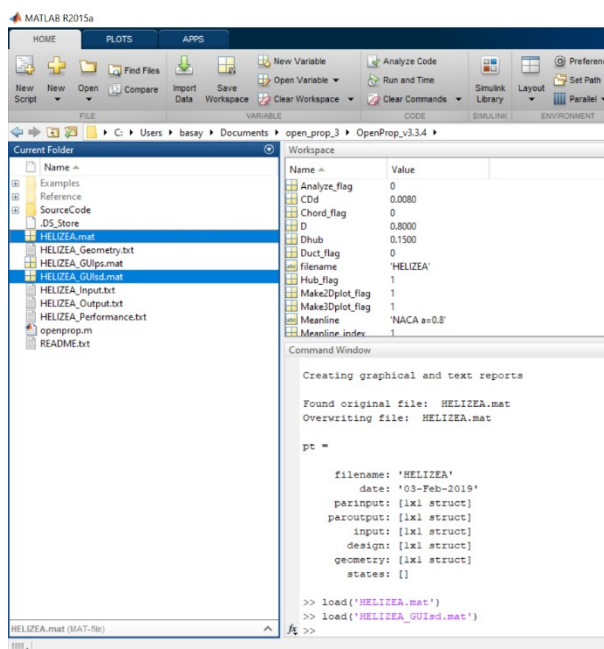 MATLAB R2015a
HOME PLOTS APPS
New Script
New
Open
Find Files
Compare
Import Data
Save Workspace
New Variable
Open Variable
Clear Workspace
Analyze Code
Run and Time
Clear Commands
Simulink Library
Layout
Preferenc
Set Path
Parallel
FILE VARIABLE CODE SIMULINK ENVIRONMENT
C: Users basay Documents open_prop_3 OpenProp_v3.3.4
Current Folder
Name
Examples
Reference
SourceCode
.DS_Store
HELIZEA.mat
HELIZEA_Geometry.txt
HELIZEA_GUIps.mat
HELIZEA_GUIsd.mat
HELIZEA_Input.txt
HELIZEA_Output.txt
HELIZEA_Performance.txt
openprop.m
README.txt
HELIZEA.mat (MAT-file)
Workspace
Name Value
Analyze_flag 0
CDd 0.0080
Chord_flag 0
D 0.8000
Dhub 0.1500
Duct_flag 0
filename 'HELIZEA'
Hub_flag 1
Make2Dplot_flag 1
Make3Dplot_flag 1
Meanline 'NACA a=0.8'
Meanline_index 1
Command Window
Creating graphical and text reports
Found original file: HELIZEA.mat
Overwriting file: HELIZEA.mat
pt =
filename: 'HELIZEA'
date: '03-Feb-2019'
parinput: [1x1 struct]
paroutput: [1x1 struct]
input: [1x1 struct]
design: [1x1 struct]
geometry: [1x1 struct]
states: []
>> load('HELIZEA.mat')
>> load('HELIZEA_GUIsd.mat')
fx >>